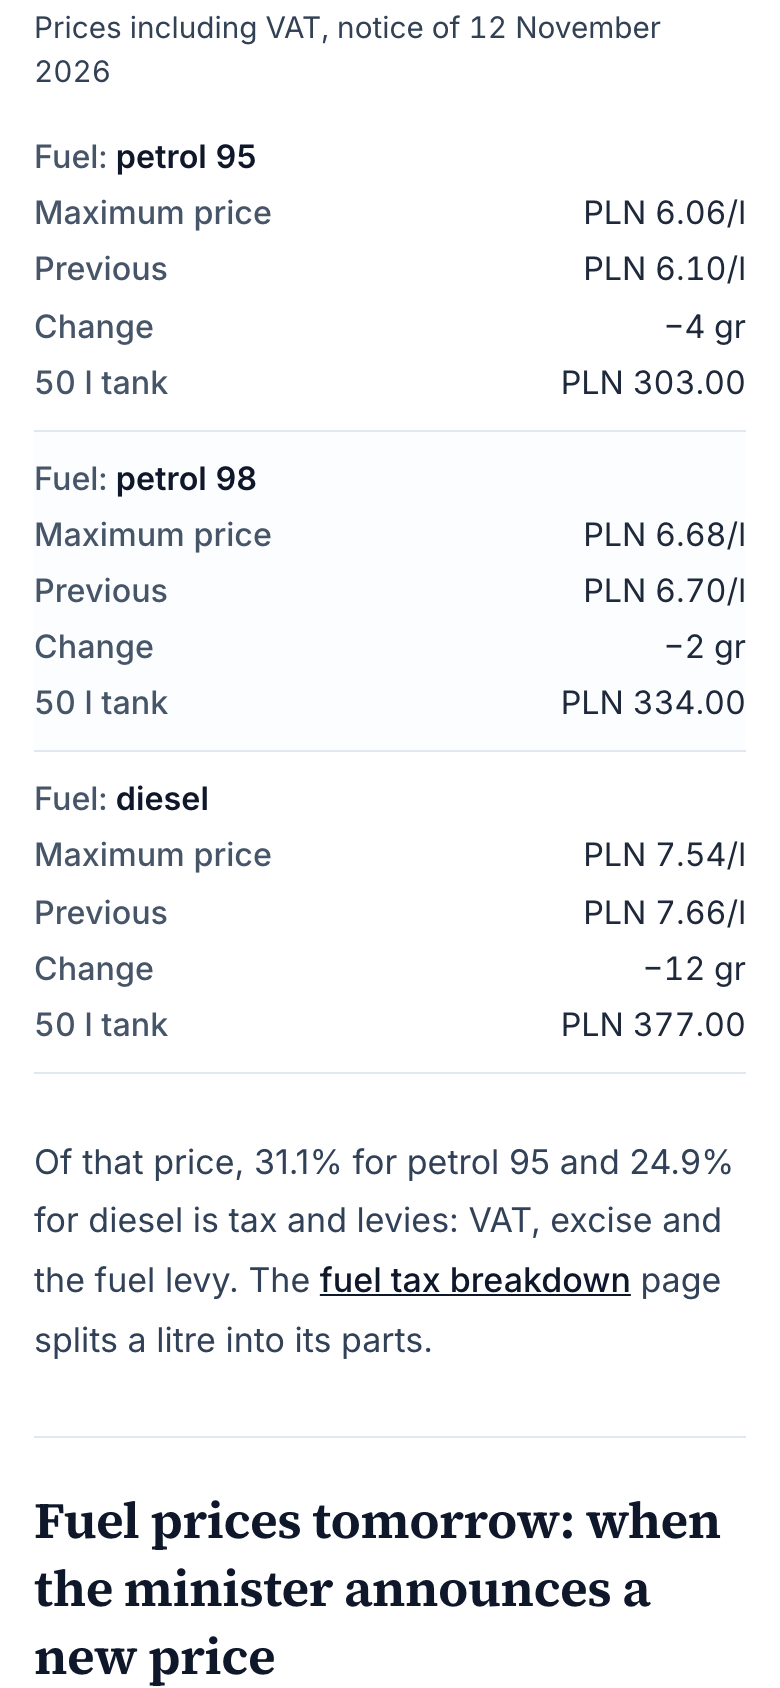 Prices including VAT, notice of 12 November
2026
Fuel: petrol 95
Maximum price PLN 6.06/l
Previous PLN 6.10/l
Change −4 gr
50 l tank PLN 303.00
Fuel: petrol 98
Maximum price PLN 6.68/l
Previous PLN 6.70/l
Change −2 gr
50 l tank PLN 334.00
Fuel: diesel
Maximum price PLN 7.54/l
Previous PLN 7.66/l
Change −12 gr
50 l tank PLN 377.00
Of that price, 31.1% for petrol 95 and 24.9%
for diesel is tax and levies: VAT, excise and
the fuel levy. The fuel tax breakdown page
splits a litre into its parts.
Fuel prices tomorrow: when
the minister announces a
new price